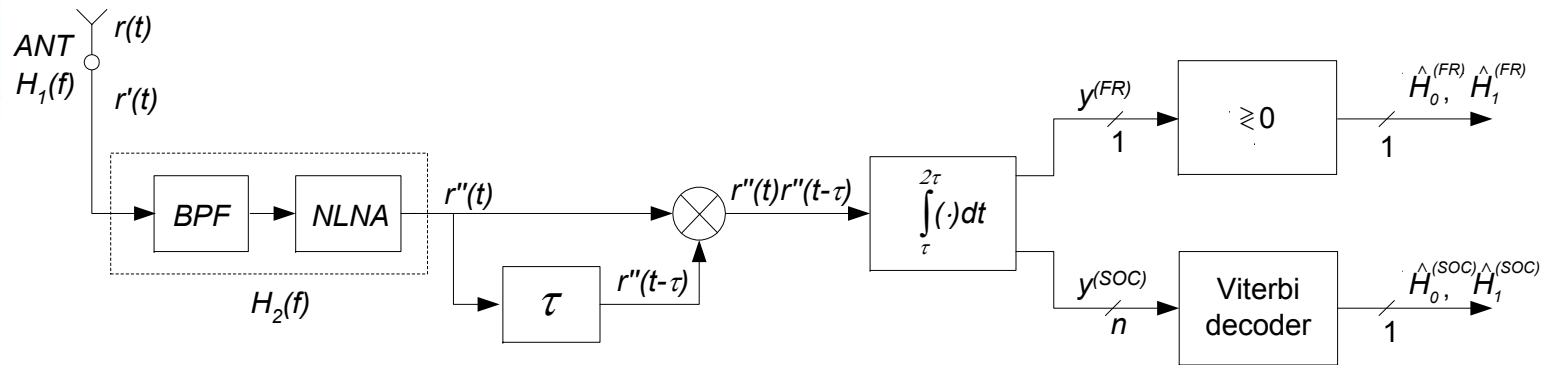 r(t)
ANT
H₁(f)
r'(t)
BPF
NLNA
H₂(f)
r''(t)
τ
r''(t-τ)
r''(t)r''(t-τ)
2τ
∫(·)dt
τ
y⁽ᶠᴿ⁾
1
≷0
Ĥ₀^(FR), Ĥ₁^(FR)
1
y^(SOC)
n
Viterbi
decoder
Ĥ₀^(SOC), Ĥ₁^(SOC)
1